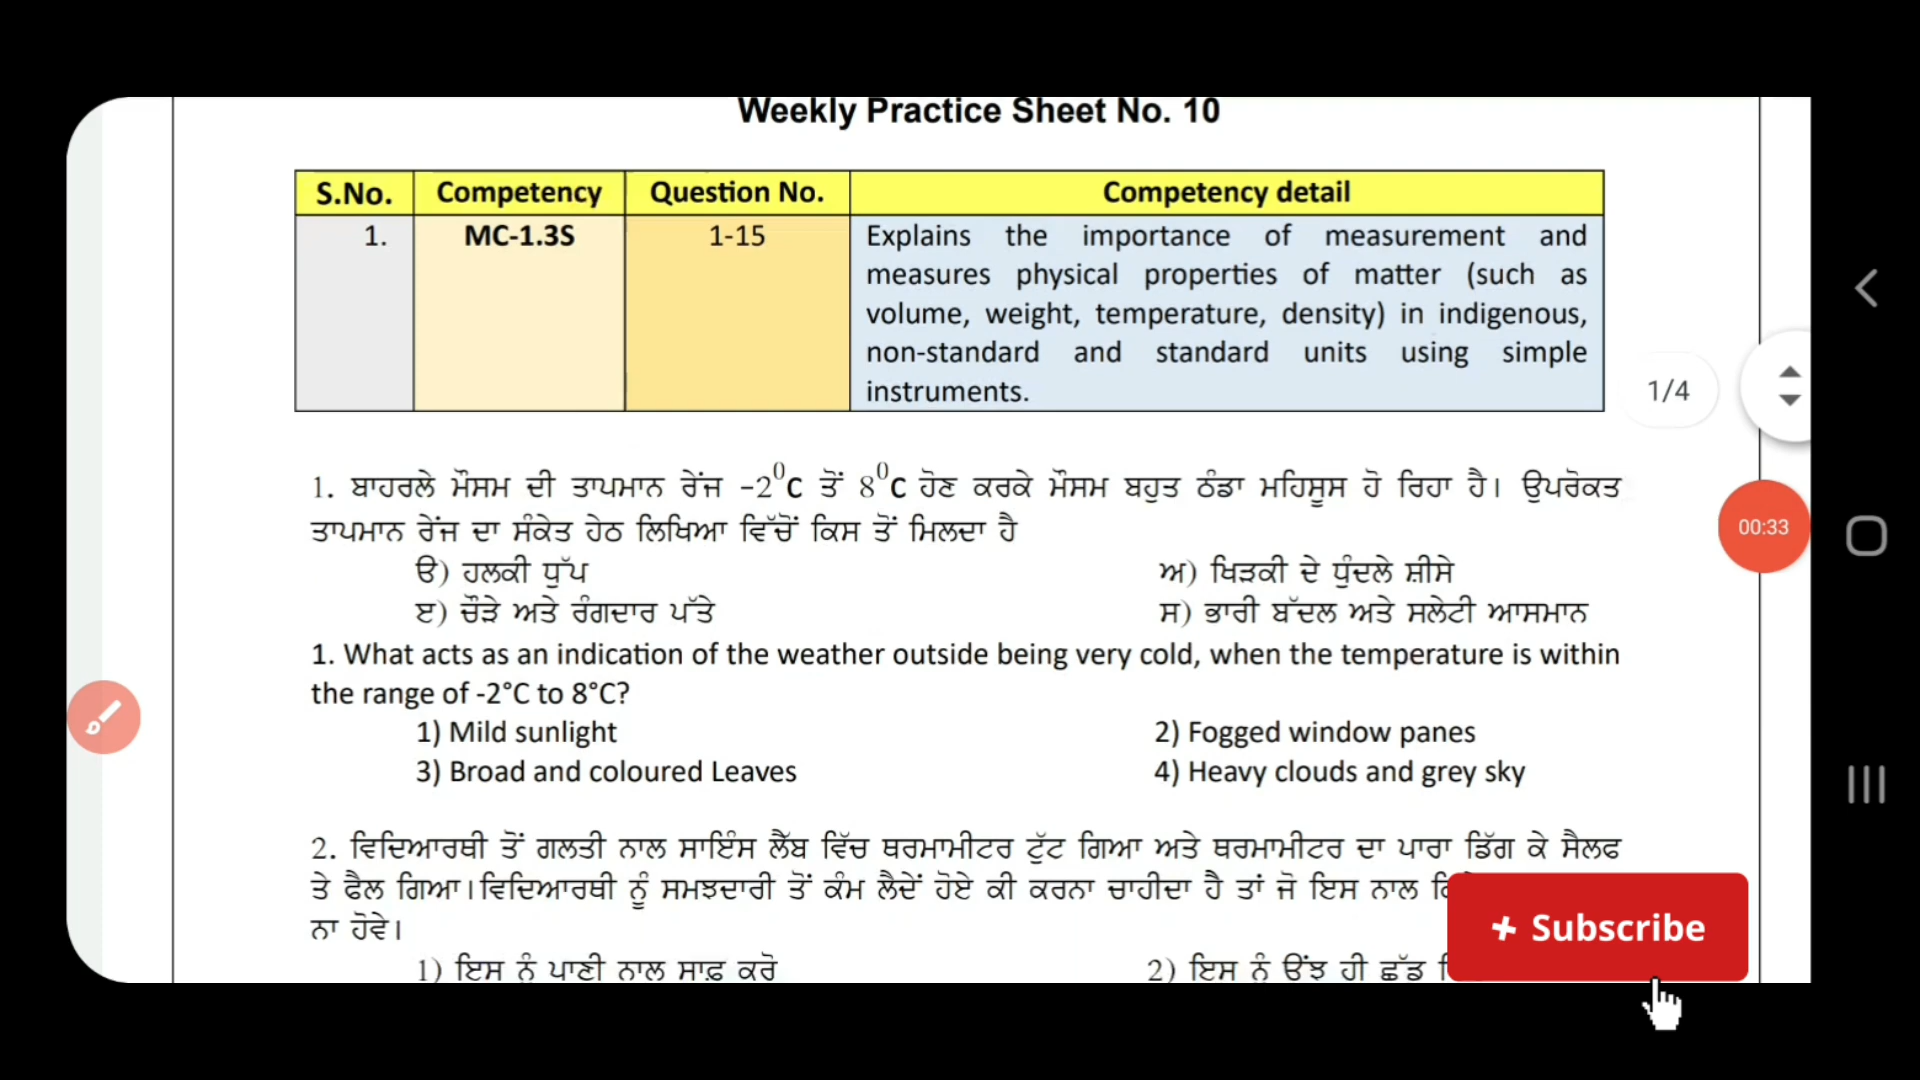 Weekly Practice Sheet No. 10
S.No. Competency Question No. Competency detail
1. MC-1.3S 1-15 Explains the importance of measurement and
measures physical properties of matter (such as
volume, weight, temperature, density) in indigenous,
non-standard and standard units using simple
instruments.
1/4
1. ਬਾਹਰਲੇ ਮੌਸਮ ਦੀ ਤਾਪਮਾਨ ਰੇਂਜ -2⁰C ਤੋਂ 8⁰C ਹੋਣ ਕਰਕੇ ਮੌਸਮ ਬਹੁਤ ਠੰਡਾ ਮਹਿਸੂਸ ਹੋ ਰਿਹਾ ਹੈ। ਉਪਰੋਕਤ
ਤਾਪਮਾਨ ਰੇਂਜ ਦਾ ਸੰਕੇਤ ਹੇਠ ਲਿਖਿਆ ਵਿੱਚੋਂ ਕਿਸ ਤੋਂ ਮਿਲਦਾ ਹੈ
00:33
ੳ) ਹਲਕੀ ਧੁੱਪ ਅ) ਖਿੜਕੀ ਦੇ ਧੁੰਦਲੇ ਸ਼ੀਸੇ
ੲ) ਚੌੜੇ ਅਤੇ ਰੰਗਦਾਰ ਪੱਤੇ ਸ) ਭਾਰੀ ਬੱਦਲ ਅਤੇ ਸਲੇਟੀ ਆਸਮਾਨ
1. What acts as an indication of the weather outside being very cold, when the temperature is within
the range of -2°C to 8°C?
1) Mild sunlight 2) Fogged window panes
3) Broad and coloured Leaves 4) Heavy clouds and grey sky
2. ਵਿਦਿਆਰਥੀ ਤੋਂ ਗਲਤੀ ਨਾਲ ਸਾਇੰਸ ਲੈੱਬ ਵਿੱਚ ਥਰਮਾਮੀਟਰ ਟੁੱਟ ਗਿਆ ਅਤੇ ਥਰਮਾਮੀਟਰ ਦਾ ਪਾਰਾ ਡਿੱਗ ਕੇ ਸੈਲਫ
ਤੇ ਫੈਲ ਗਿਆ।ਵਿਦਿਆਰਥੀ ਨੂੰ ਸਮਝਦਾਰੀ ਤੋਂ ਕੰਮ ਲੈਦੇਂ ਹੋਏ ਕੀ ਕਰਨਾ ਚਾਹੀਦਾ ਹੈ ਤਾਂ ਜੋ ਇਸ ਨਾਲ
ਨਾ ਹੋਵੇ।
+ Subscribe
1) ਇਸ ਨੂੰ ਪਾਣੀ ਨਾਲ ਸਾਫ਼ ਕਰੋ 2) ਇਸ ਨੂੰ ਓਂਝ ਹੀ ਛੱਡ